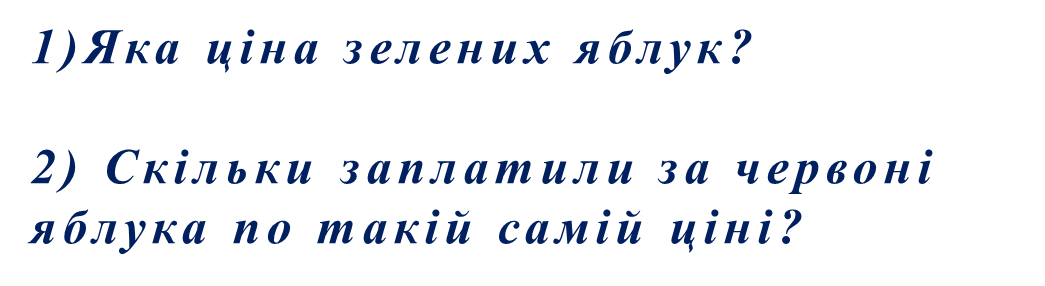 1)Яка ціна зелених яблук?
2) Скільки заплатили за червоні
яблука по такій самій ціні?